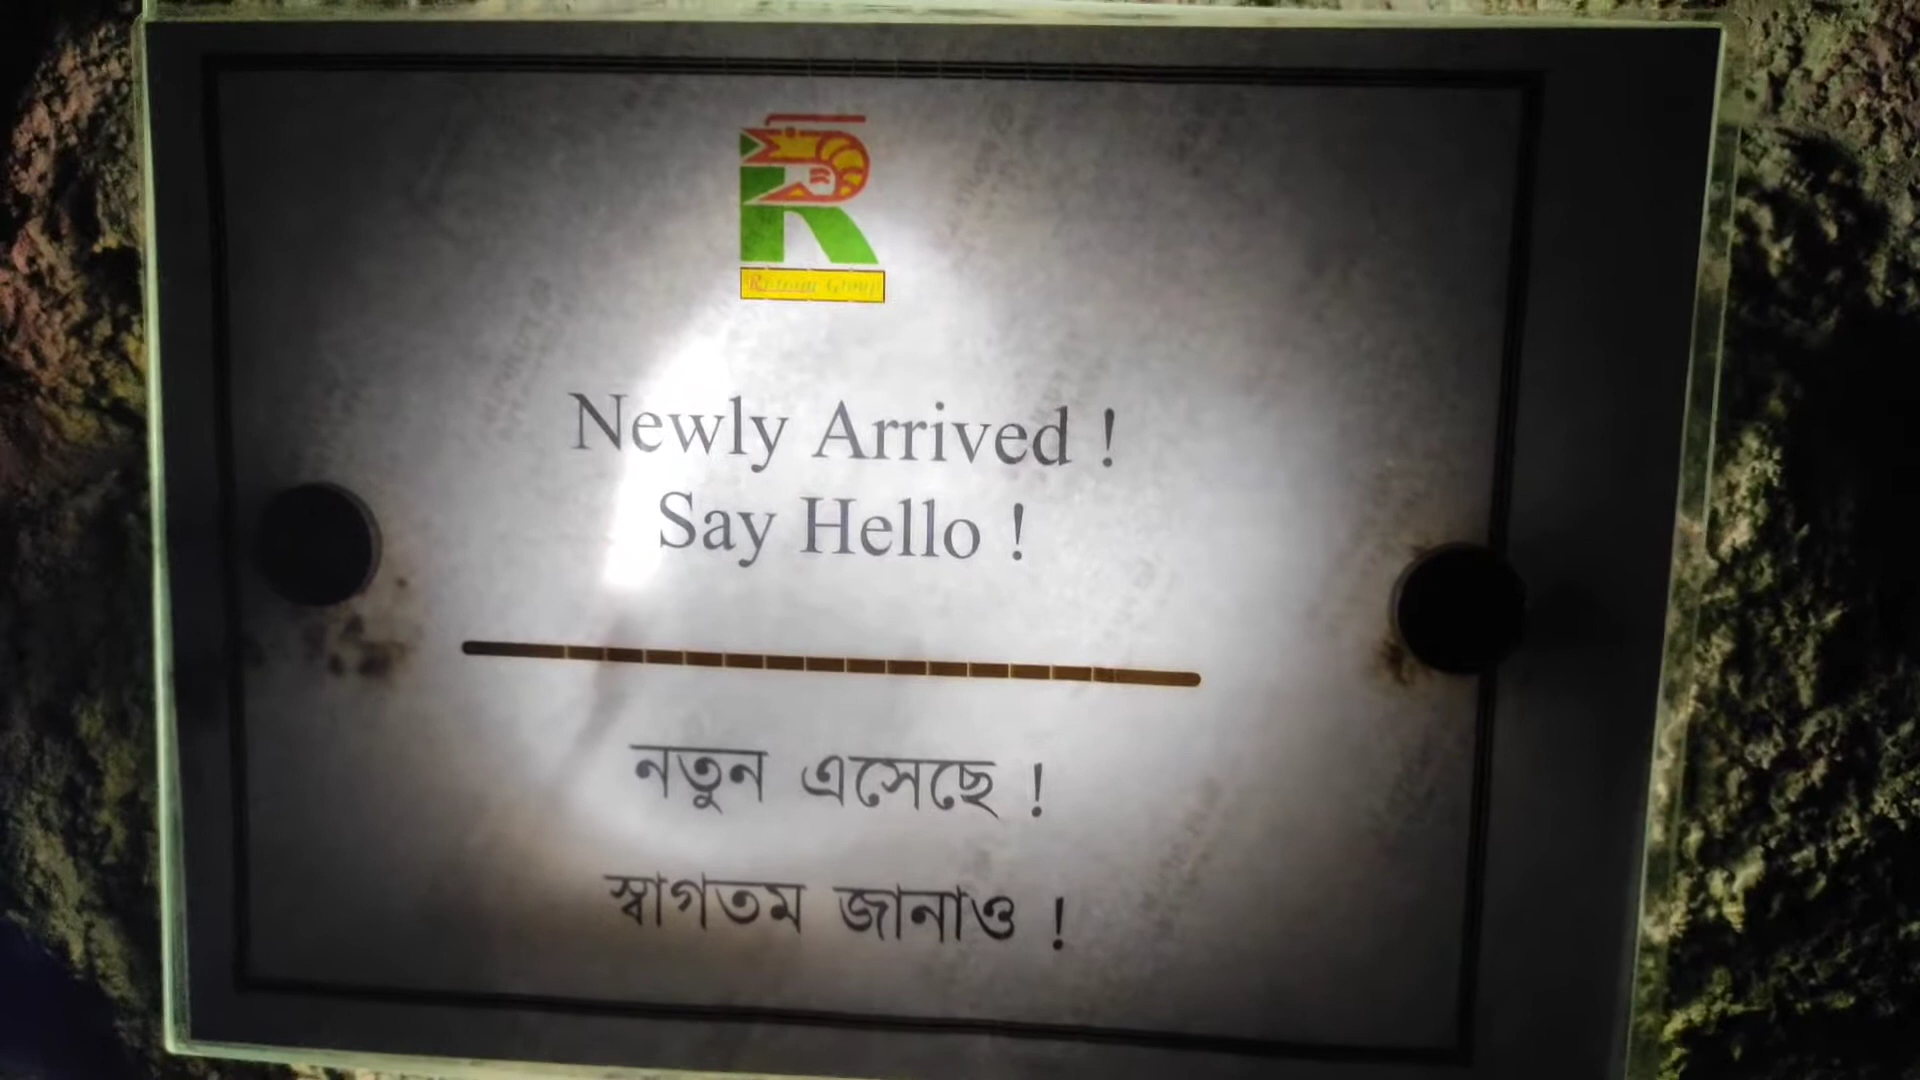 Newly Arrived !
Say Hello !
নতুন এসেছে !
স্বাগতম জানাও !